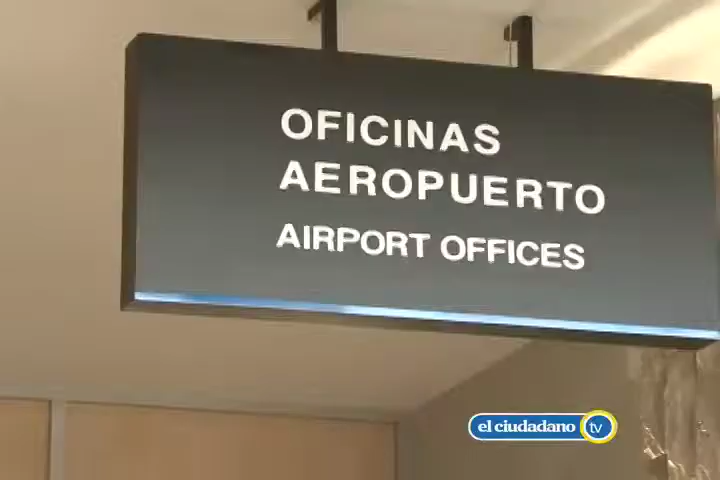 OFICINAS
AEROPUERTO
AIRPORT OFFICES
el ciudadano tv